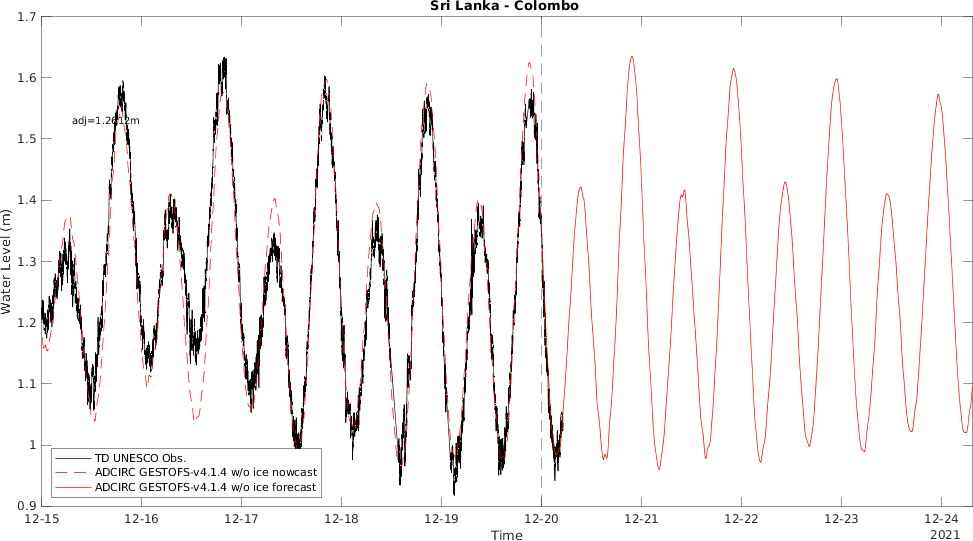 Sri Lanka - Colombo
1.7
1.6
1.5
1.4
1.3
1.2
1.1
1
0.9
Water Level (m)
adj=1.2612m
TD UNESCO Obs.
ADCIRC GESTOFS-v4.1.4 w/o ice nowcast
ADCIRC GESTOFS-v4.1.4 w/o ice forecast
12-15 12-16 12-17 12-18 12-19 12-20 12-21 12-22 12-23 12-24
Time 2021